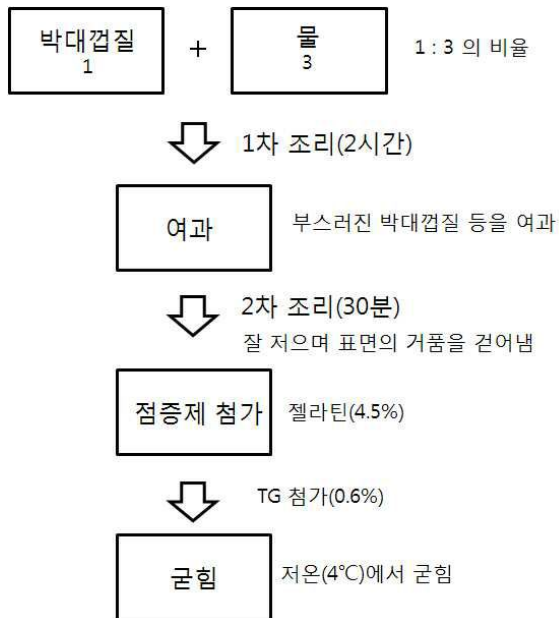 박대껍질
1
+
물
3
1 : 3 의 비율
1차 조리(2시간)
여과
부스러진 박대껍질 등을 여과
2차 조리(30분)
잘 저으며 표면의 거품을 걷어냄
점증제 첨가
젤라틴(4.5%)
TG 첨가(0.6%)
굳힘
저온(4℃)에서 굳힘